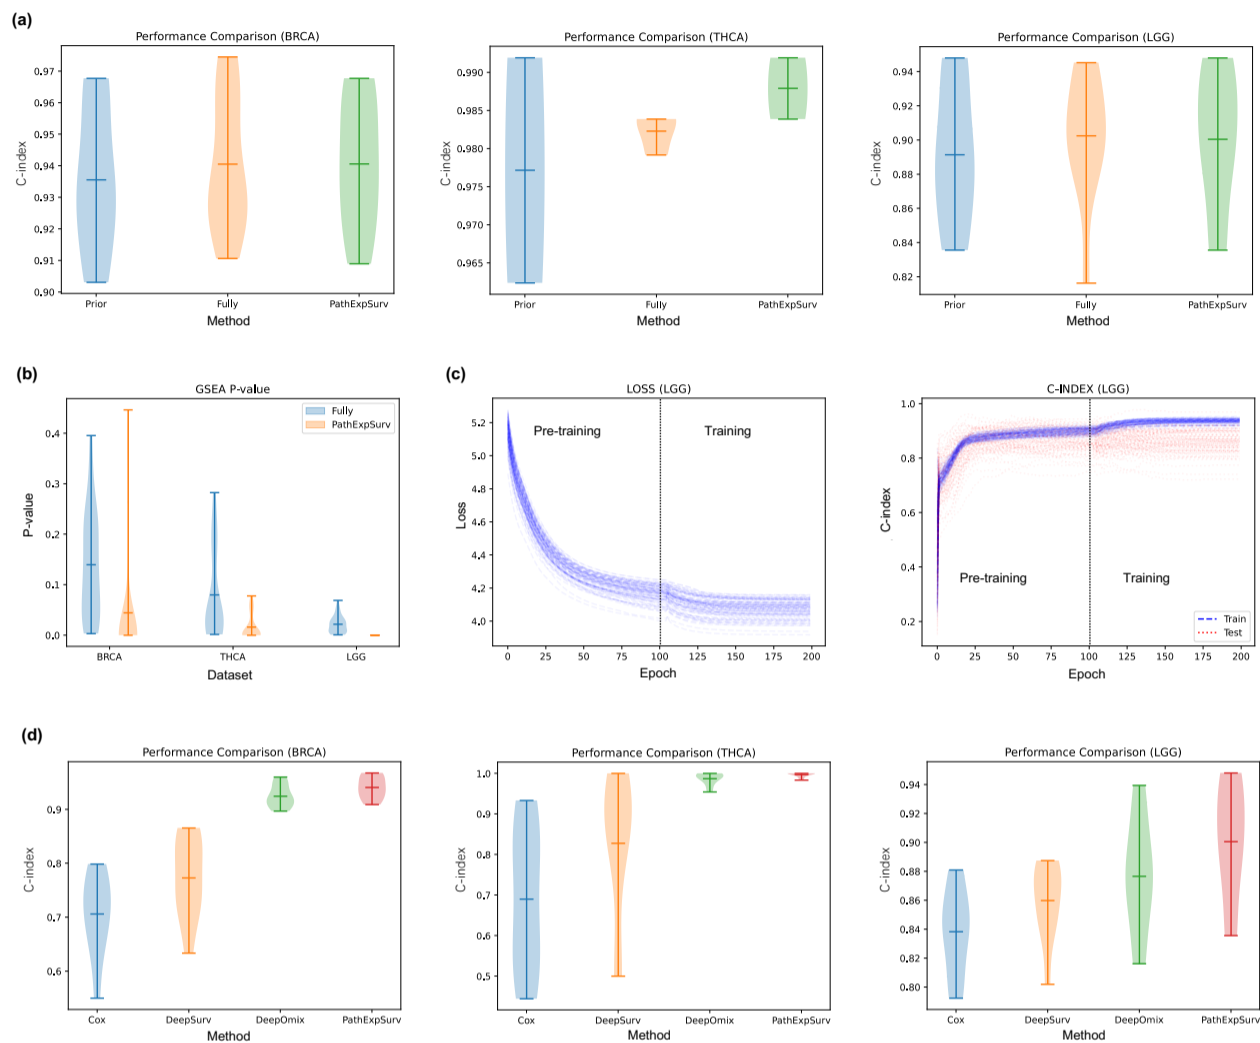 (a)
Performance Comparison (BRCA)
0.97
0.96
0.95
0.94
0.93
0.92
0.91
0.90
C-index
Prior
Fully
PathExpSurv
Method
Performance Comparison (THCA)
0.990
0.985
0.980
0.975
0.970
0.965
C-index
Prior
Fully
PathExpSurv
Method
Performance Comparison (LGG)
0.94
0.92
0.90
0.88
0.86
0.84
0.82
C-index
Prior
Fully
PathExpSurv
Method
(b)
GSEA P-value
Fully
PathExpSurv
0.4
0.3
0.2
0.1
0.0
P-value
BRCA
THCA
LGG
Dataset
(c)
LOSS (LGG)
Pre-training
Training
5.2
5.0
4.8
4.6
4.4
4.2
4.0
Loss
0
25
50
75
100
125
150
175
200
Epoch
C-INDEX (LGG)
1.0
0.8
0.6
0.4
0.2
C-index
Pre-training
Training
Train
Test
0
25
50
75
100
125
150
175
200
Epoch
(d)
Performance Comparison (BRCA)
0.9
0.8
0.7
0.6
C-index
Cox
DeepSurv
DeepOmix
PathExpSurv
Method
Performance Comparison (THCA)
1.0
0.9
0.8
0.7
0.6
0.5
C-index
Cox
DeepSurv
DeepOmix
PathExpSurv
Method
Performance Comparison (LGG)
0.94
0.92
0.90
0.88
0.86
0.84
0.82
0.80
C-index
Cox
DeepSurv
DeepOmix
PathExpSurv
Method